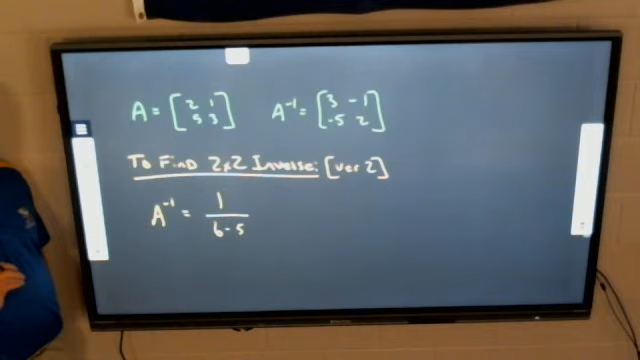 A = [2 1 A⁻¹ = [3 -1
5 3] -5 2]
To Find 2x2 Inverse: [ver 2]
A⁻¹ = 1
6-5